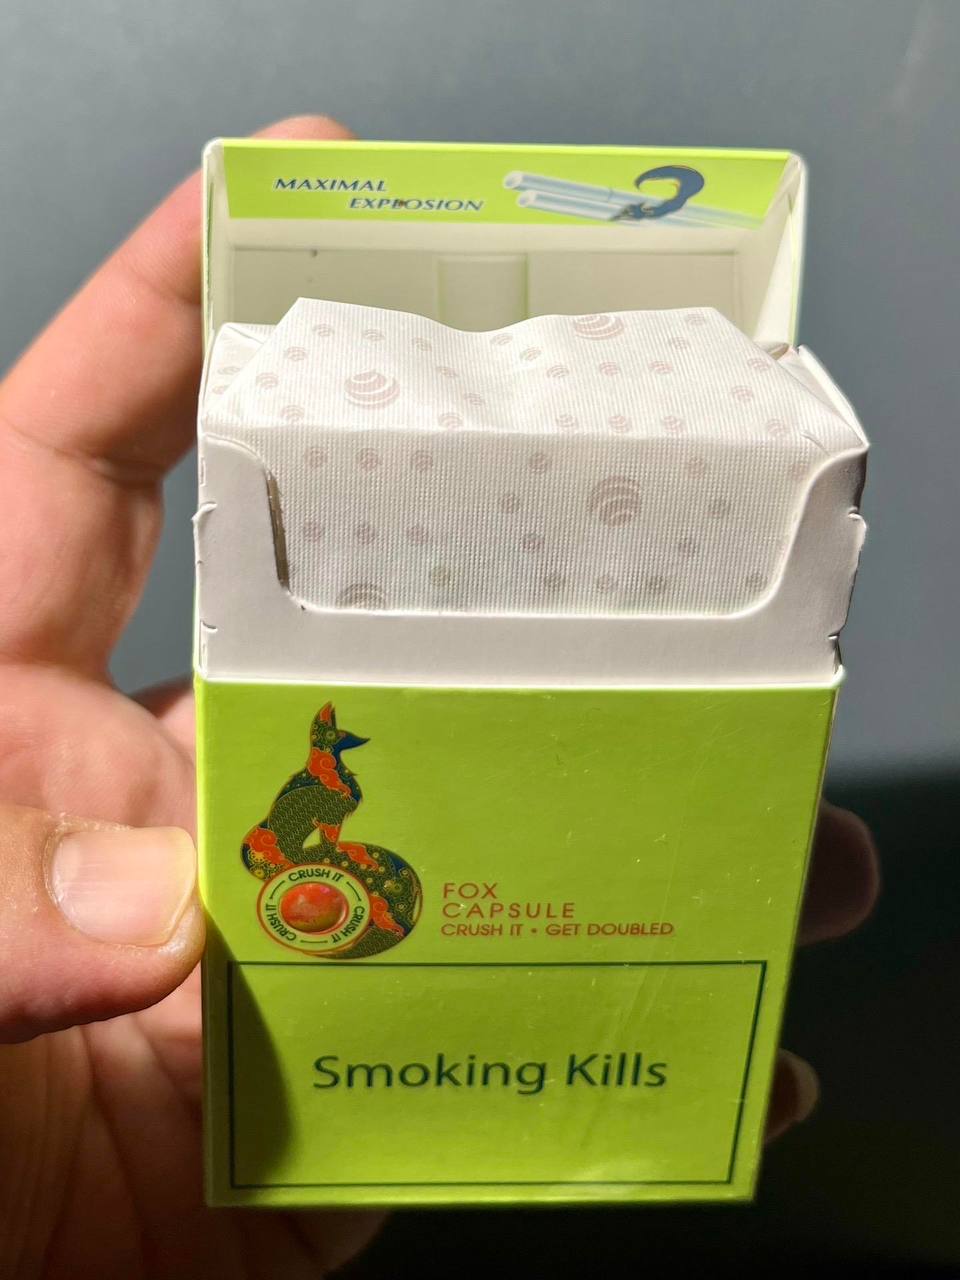 MAXIMAL
EXPLOSION
CRUSH IT
CRUSH IT
CRUSH IT
FOX
CAPSULE
CRUSH IT • GET DOUBLED
Smoking Kills